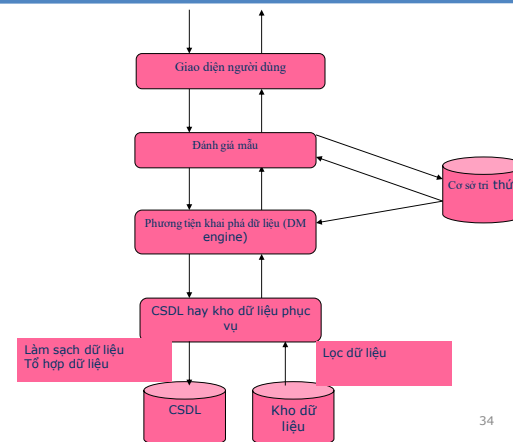 Giao diện người dùng
Đánh giá mẫu
Cơ sở tri thứ
Phương tiện khai phá dữ liệu (DM
engine)
CSDL hay kho dữ liệu phục
vụ
Làm sạch dữ liệu
Tổ hợp dữ liệu
Lọc dữ liệu
CSDL
Kho dữ
liệu
34